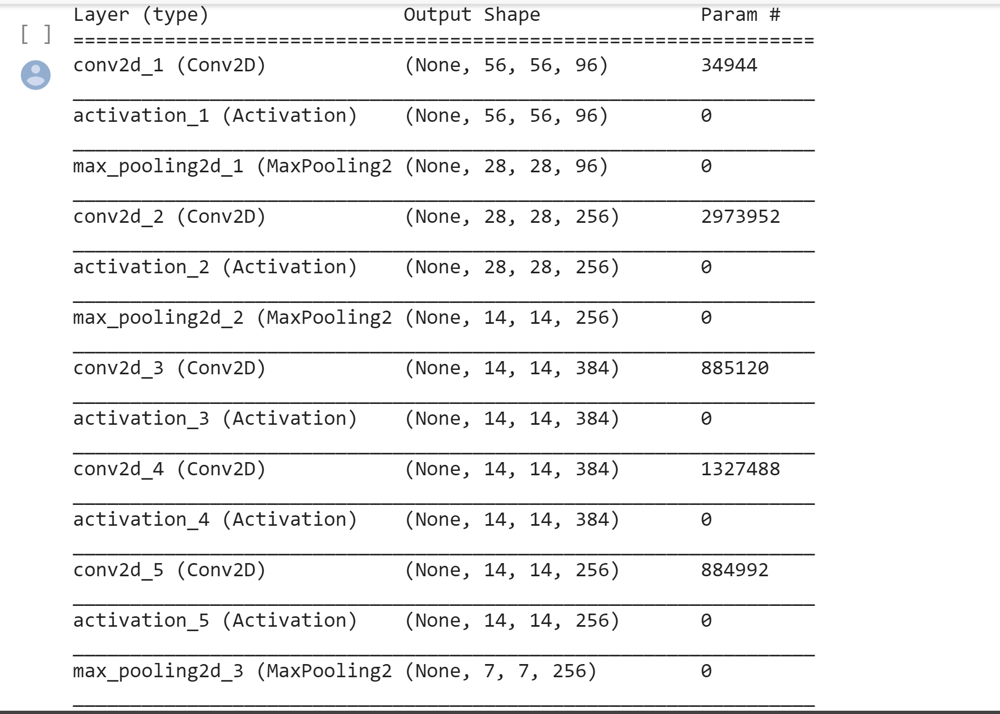 Layer (type) Output Shape Param #
[ ]
=================================================================
conv2d_1 (Conv2D) (None, 56, 56, 96) 34944
_________________________________________________________________
activation_1 (Activation) (None, 56, 56, 96) 0
_________________________________________________________________
max_pooling2d_1 (MaxPooling2 (None, 28, 28, 96) 0
_________________________________________________________________
conv2d_2 (Conv2D) (None, 28, 28, 256) 2973952
_________________________________________________________________
activation_2 (Activation) (None, 28, 28, 256) 0
_________________________________________________________________
max_pooling2d_2 (MaxPooling2 (None, 14, 14, 256) 0
_________________________________________________________________
conv2d_3 (Conv2D) (None, 14, 14, 384) 885120
_________________________________________________________________
activation_3 (Activation) (None, 14, 14, 384) 0
_________________________________________________________________
conv2d_4 (Conv2D) (None, 14, 14, 384) 1327488
_________________________________________________________________
activation_4 (Activation) (None, 14, 14, 384) 0
_________________________________________________________________
conv2d_5 (Conv2D) (None, 14, 14, 256) 884992
_________________________________________________________________
activation_5 (Activation) (None, 14, 14, 256) 0
_________________________________________________________________
max_pooling2d_3 (MaxPooling2 (None, 7, 7, 256) 0
_________________________________________________________________